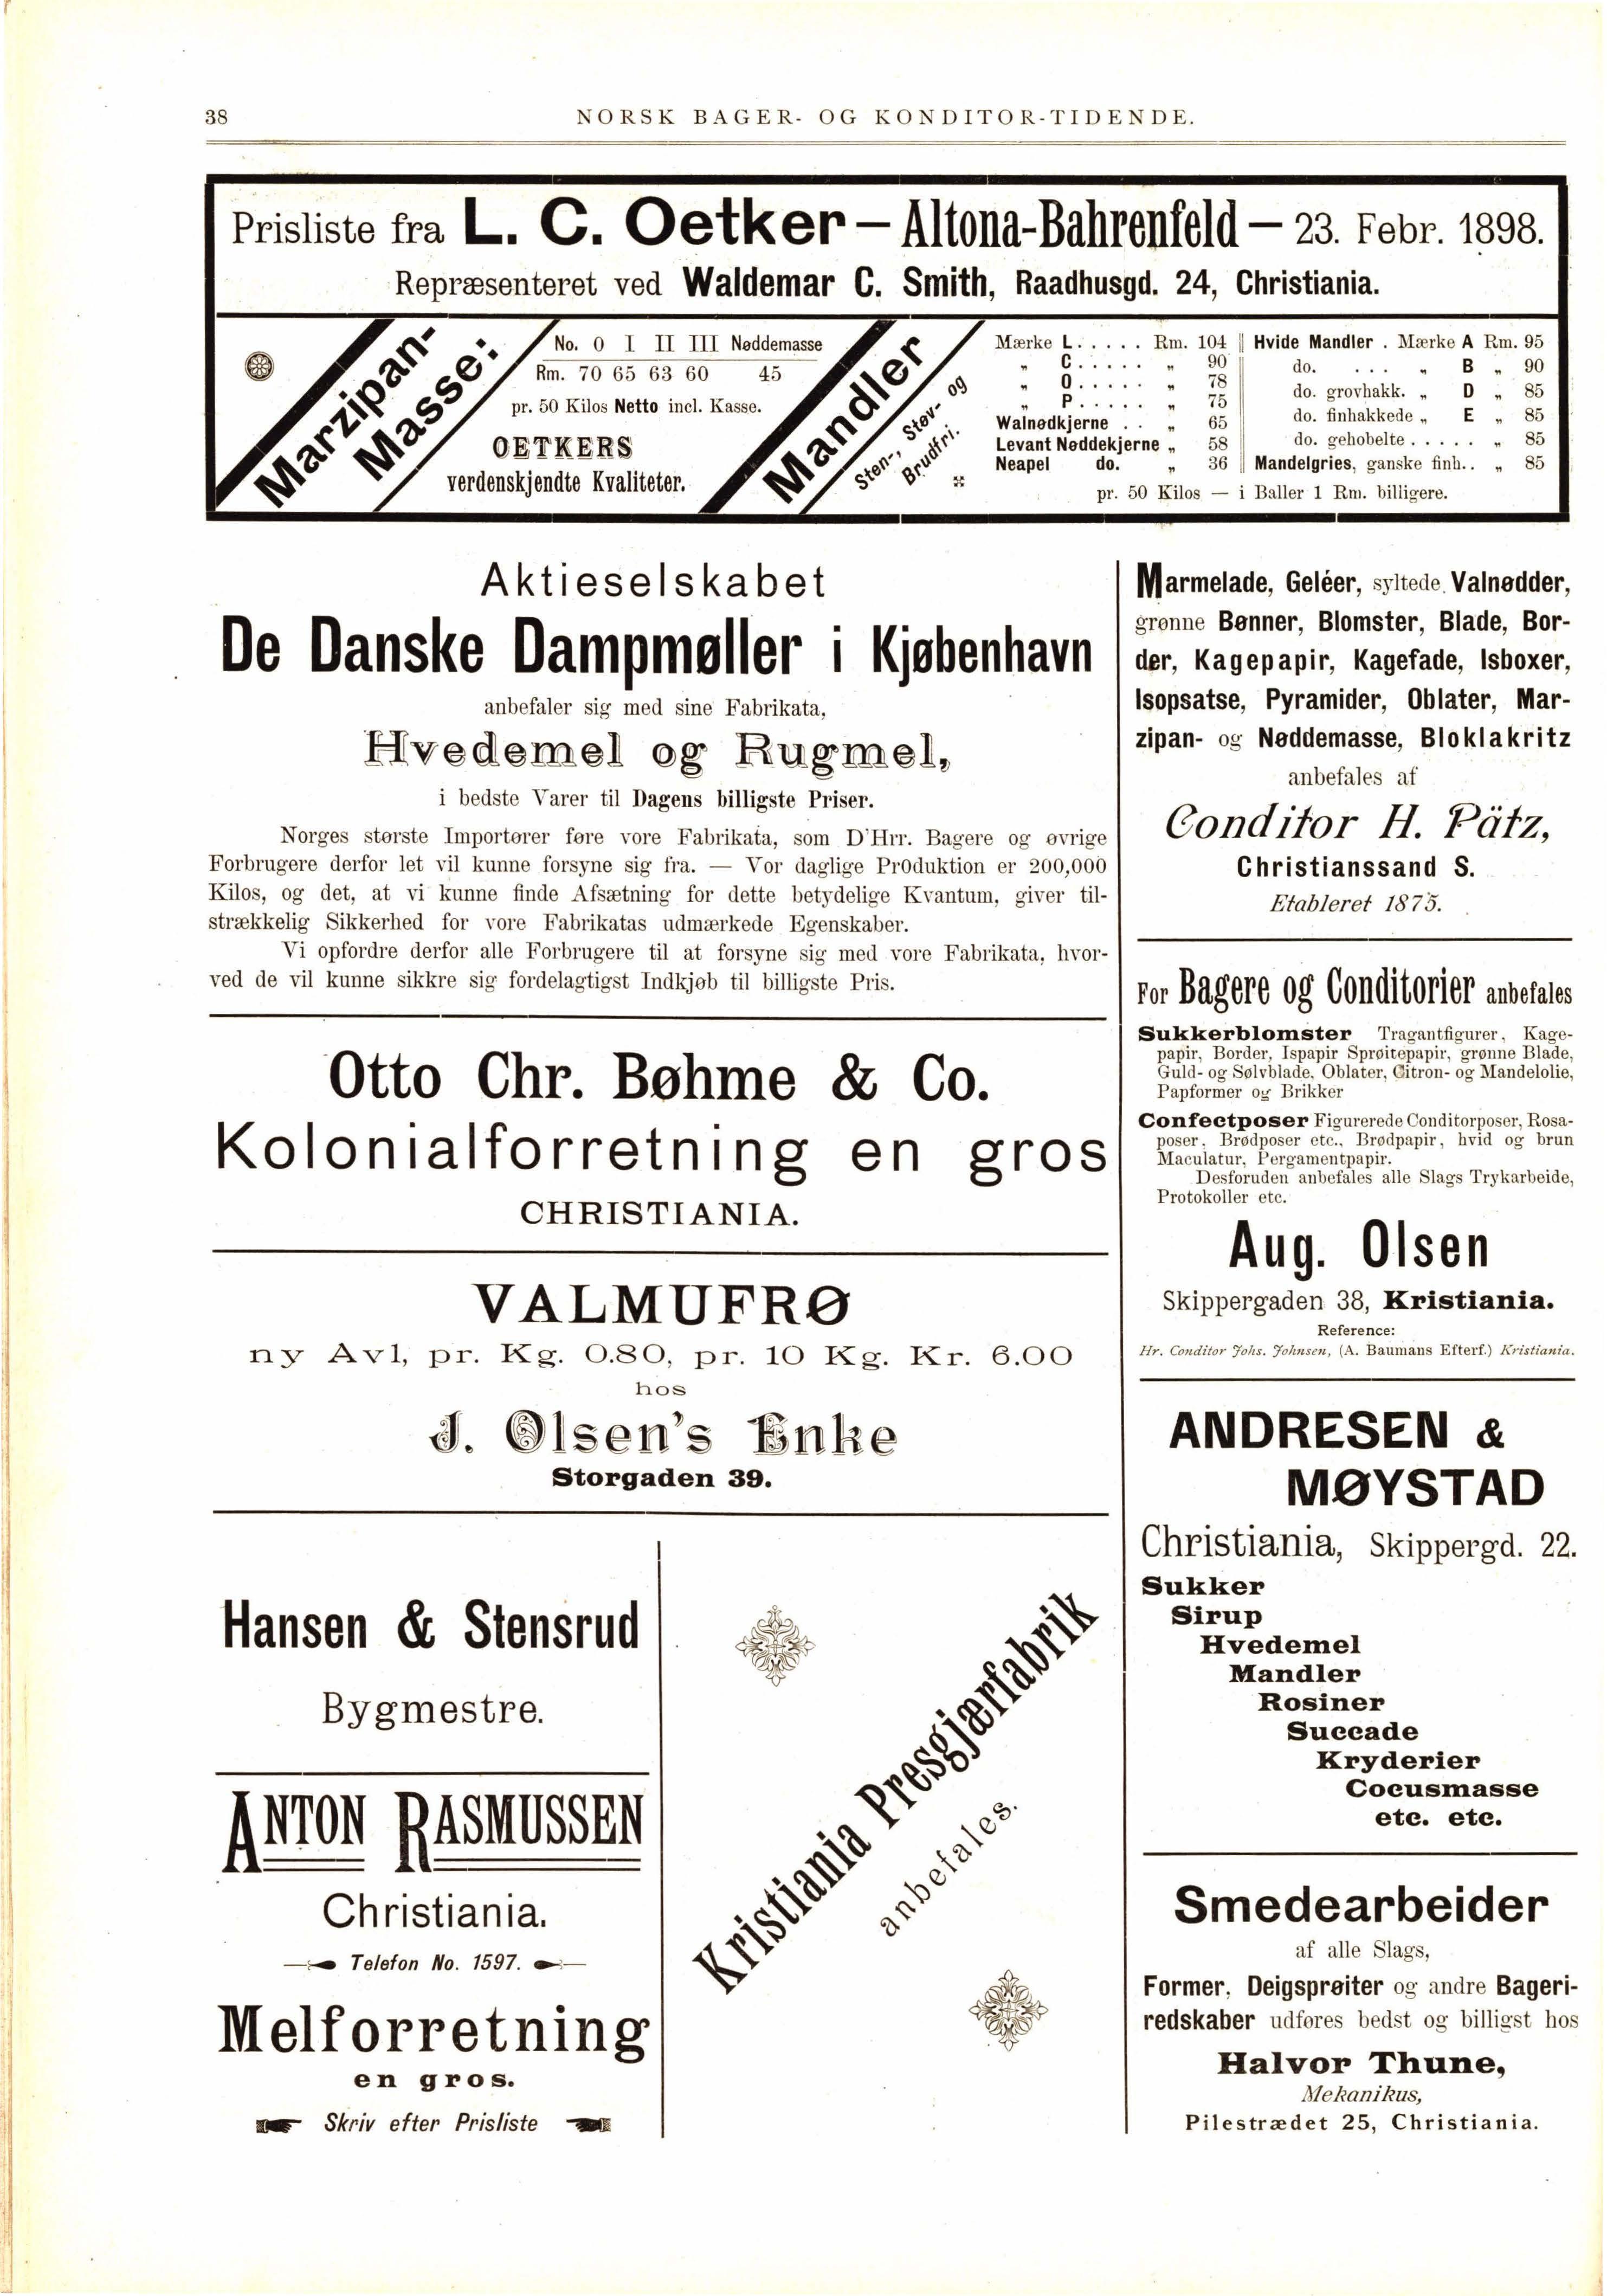 38
NORSK BAGER- OG KONDITOR-TIDENDE.
Prisliste fra L. C. Oetker — Altona-Bahrenfeld — 23. Febr. 1898.
Repræsenteret ved Waldemar C. Smith, Raadhusgd. 24, Christiania.
Marzipan-
Masse:
No. 0 I II III Nøddemasse
Rm. 70 65 63 60 45
pr. 50 Kilos Netto incl. Kasse.
OETKERS
verdenskjendte Kvaliteter.
Mandler
Sten-, Støv- og
Brudfri.
Mærke L. . . . . Rm. 104
„ C. . . . . „ 90
„ O. . . . . „ 78
„ P. . . . . „ 75
Walnødkjerne . . „ 65
Levant Nøddekjerne „ 58
Neapel do. „ 36
Hvide Mandler . Mærke A Rm. 95
do. . . . „ B „ 90
do. grovhakk. „ D „ 85
do. finhakkede „ E „ 85
do. gehobelte . . . . . „ 85
Mandelgries, ganske finh. . „ 85
pr. 50 Kilos — i Baller 1 Rm. billigere.
Aktieselskabet
De Danske Dampmøller i Kjøbenhavn
anbefaler sig med sine Fabrikata,
Hvedemel og Rugmel,
i bedste Varer til Dagens billigste Priser.
Norges største Importører føre vore Fabrikata, som D'Hrr. Bagere og øvrige
Forbrugere derfor let vil kunne forsyne sig fra. — Vor daglige Produktion er 200,000
Kilos, og det, at vi kunne finde Afsætning for dette betydelige Kvantum, giver til-
strækkelig Sikkerhed for vore Fabrikatas udmærkede Egenskaber.
Vi opfordre derfor alle Forbrugere til at forsyne sig med vore Fabrikata, hvor-
ved de vil kunne sikkre sig fordelagtigst Indkjøb til billigste Pris.
Otto Chr. Bøhme & Co.
Kolonialforretning en gros
CHRISTIANIA.
VALMUFRØ
ny Avl, pr. Kg. 0.80, pr. 10 Kg. Kr. 6.00
hos
J. Olsen's Enke
Storgaden 39.
Hansen & Stensrud
Bygmestre.
ANTON RASMUSSEN
Christiania.
Telefon No. 1597.
Melforretning
en gros.
Skriv efter Prisliste
Kristiania Presgjærfabrik
anbefales.
Marmelade, Geléer, syltede Valnødder,
grønne Bønner, Blomster, Blade, Bor-
der, Kagepapir, Kagefade, Isboxer,
Isopsatse, Pyramider, Oblater, Mar-
zipan- og Nøddemasse, Bloklakritz
anbefales af
Conditor H. Pätz,
Christianssand S.
Etableret 1875.
For Bagere og Conditorier anbefales
Sukkerblomster Tragantfigurer, Kage-
papir, Border, Ispapir Sprøitepapir, grønne Blade,
Guld- og Sølvblade, Oblater, Citron- og Mandelolie,
Papformer og Brikker
Confectposer Figurerede Conditorposer, Rosa-
poser, Brødposer etc., Brødpapir, hvid og brun
Maculatur, Pergamentpapir.
Desforuden anbefales alle Slags Trykarbeide,
Protokoller etc.
Aug. Olsen
Skippergaden 38, Kristiania.
Reference:
Hr. Conditor Johs. Johnsen, (A. Baumans Efterf.) Kristiania.
ANDRESEN &
MØYSTAD
Christiania, Skippergd. 22.
Sukker
Sirup
Hvedemel
Mandler
Rosiner
Succade
Kryderier
Cocusmasse
etc. etc.
Smedearbeider
af alle Slags,
Former, Deigsprøiter og andre Bageri-
redskaber udføres bedst og billigst hos
Halvor Thune,
Mekanikus,
Pilestrædet 25, Christiania.